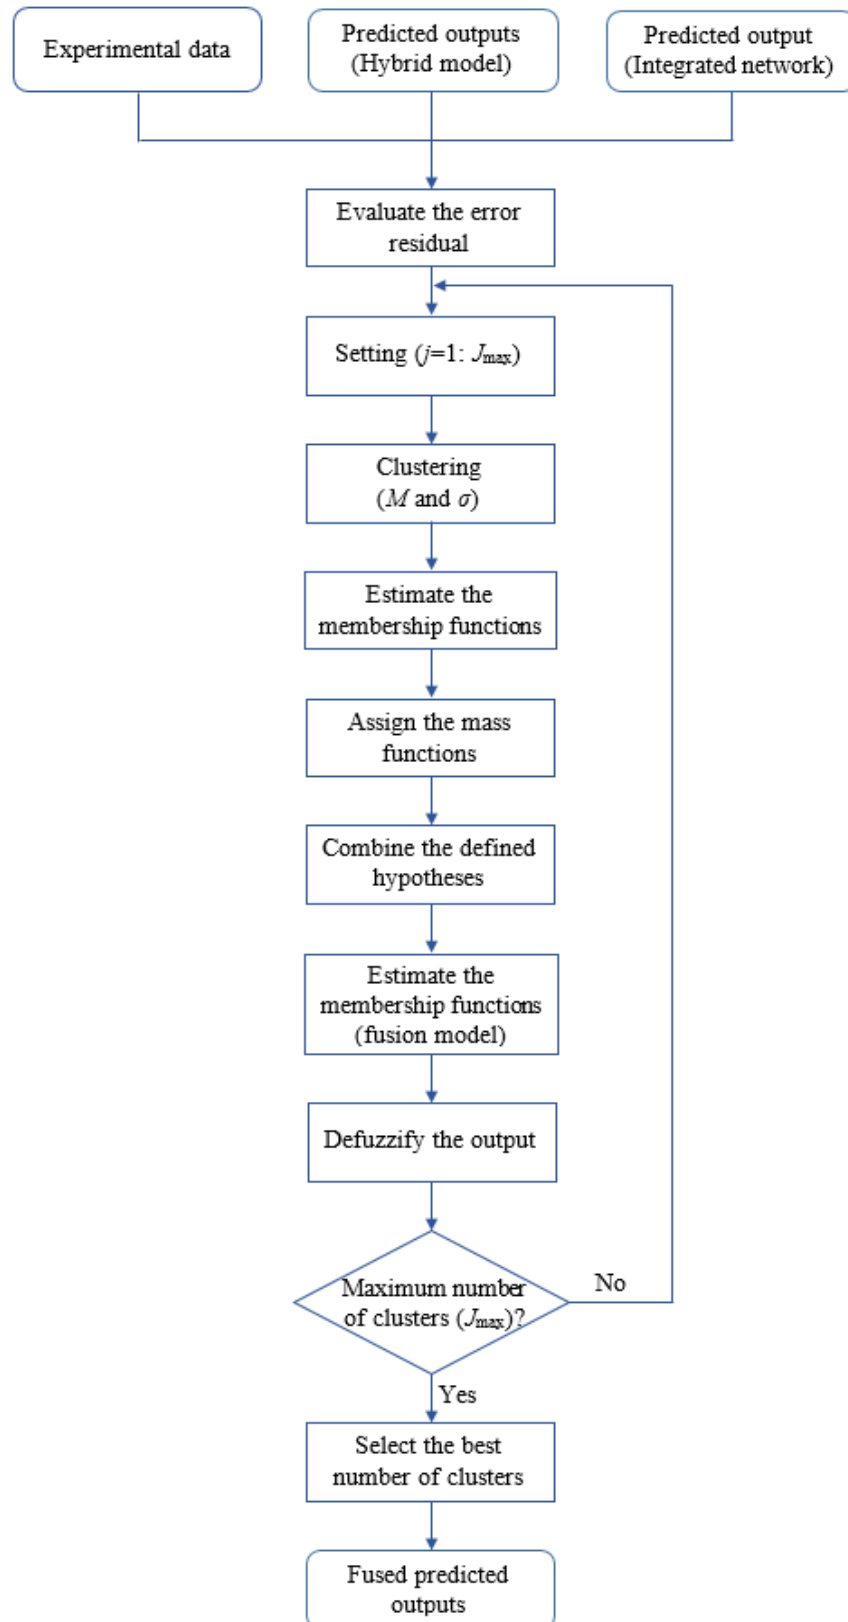 Experimental data
Predicted outputs
(Hybrid model)
Predicted output
(Integrated network)
Evaluate the error
residual
Setting (j=1: Jmax)
Clustering
(M and σ)
Estimate the
membership functions
Assign the mass
functions
Combine the defined
hypotheses
Estimate the
membership functions
(fusion model)
Defuzzify the output
Maximum number
of clusters (Jmax)?
No
Yes
Select the best
number of clusters
Fused predicted
outputs